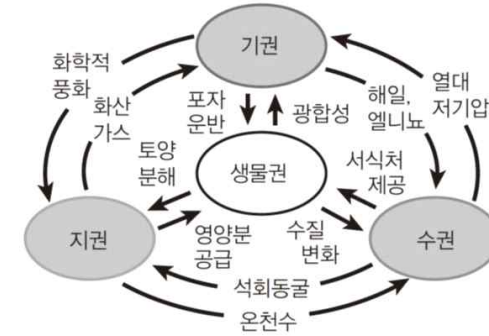 기권
화학적
풍화
화산
가스
포자
운반
광합성
해일,
엘니뇨
열대
저기압
토양
분해
생물권
서식처
제공
지권
영양분
공급
수질
변화
수권
석회동굴
온천수